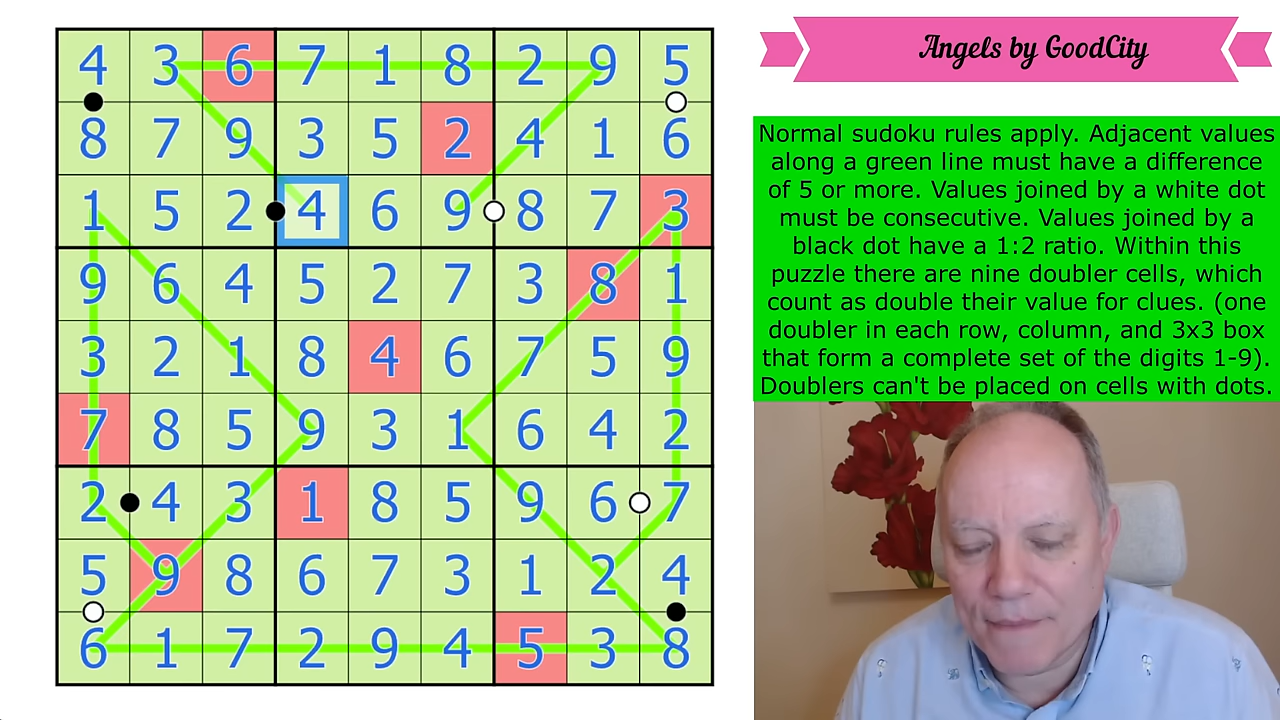 Angels by GoodCity
Normal sudoku rules apply. Adjacent values
along a green line must have a difference
of 5 or more. Values joined by a white dot
must be consecutive. Values joined by a
black dot have a 1:2 ratio. Within this
puzzle there are nine doubler cells, which
count as double their value for clues. (one
doubler in each row, column, and 3x3 box
that form a complete set of the digits 1-9).
Doublers can't be placed on cells with dots.
4 3 6 7 1 8 2 9 5
8 7 9 3 5 2 4 1 6
1 5 2 4 6 9 8 7 3
9 6 4 5 2 7 3 8 1
3 2 1 8 4 6 7 5 9
7 8 5 9 3 1 6 4 2
2 4 3 1 8 5 9 6 7
5 9 8 6 7 3 1 2 4
6 1 7 2 9 4 5 3 8